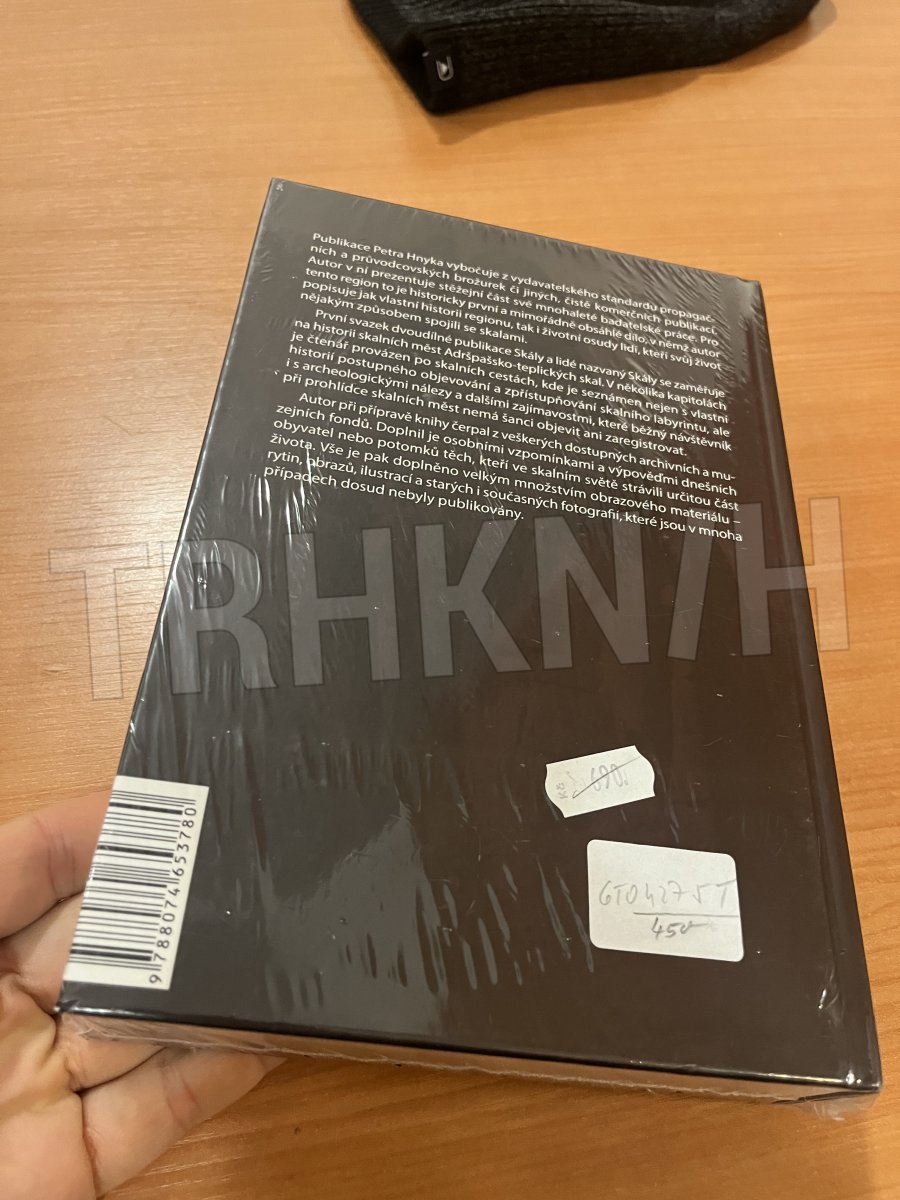 Publikace Petra Hnyka vybočuje z vydavatelského standardu propagač-
ních a průvodcovských brožurek či jiných, čistě komerčních publikací,
Autor v ní prezentuje stěžejní část své mnohaleté badatelské práce. Pro
tento region to je historicky první a mimořádně obsáhlé dílo, v němž autor
popisuje jak vlastní historii regionu, tak i životní osudy lidí, kteří svůj život
nějakým způsobem spojili se skalami.
První svazek dvoudílné publikace Skály a lidé nazvaný Skály se zaměřuje
na historii skalních měst Adršpašsko-teplických skal. V několika kapitolách
je čtenář provázen po skalních cestách, kde je seznámen nejen s vlastní
historií postupného objevování a zpřístupňování skalního labyrintu, ale
i s archeologickými nálezy a dalšími zajímavostmi, které běžný návštěvník
při prohlídce skalních měst nemá šanci objevit ani zaregistrovat.
Autor při přípravě knihy čerpal z veškerých dostupných archivních a mu-
zejních fondů. Doplnil je osobními vzpomínkami a výpověďmi dnešních
obyvatel nebo potomků těch, kteří ve skalním světě strávili určitou část
života. Vše je pak doplněno velkým množstvím obrazového materiálu –
rytin, obrazů, ilustrací a starých i současných fotografií, které jsou v mnoha
případech dosud nebyly publikovány.
TRHKNIH
690,-
9788074653780
6T04275T
450